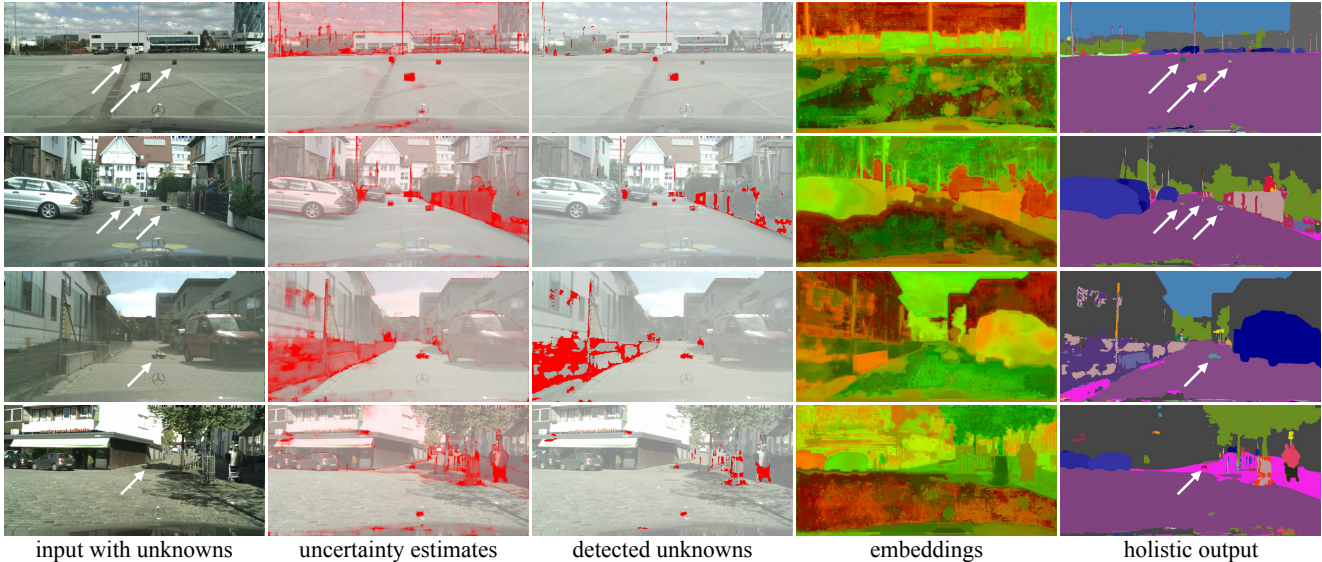 input with unknowns
uncertainty estimates
detected unknowns
embeddings
holistic output